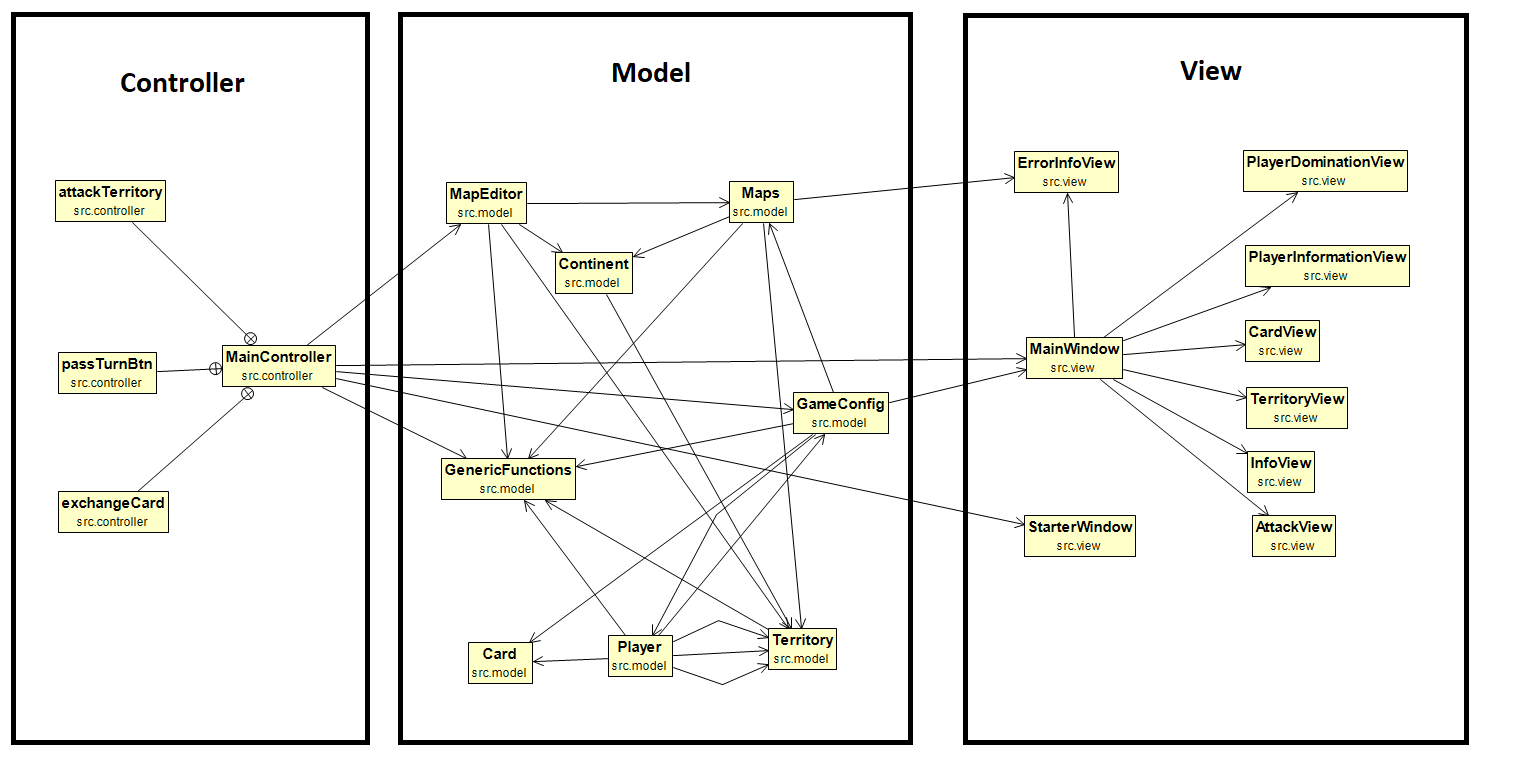 Controller
attackTerritory
src.controller
MainController
src.controller
passTurnBtn
src.controller
exchangeCard
src.controller
Model
MapEditor
src.model
Maps
src.model
Continent
src.model
GameConfig
src.model
GenericFunctions
src.model
Card
src.model
Player
src.model
Territory
src.model
View
ErrorInfoView
src.view
PlayerDominationView
src.view
PlayerInformationView
src.view
CardView
src.view
MainWindow
src.view
TerritoryView
src.view
InfoView
src.view
StarterWindow
src.view
AttackView
src.view